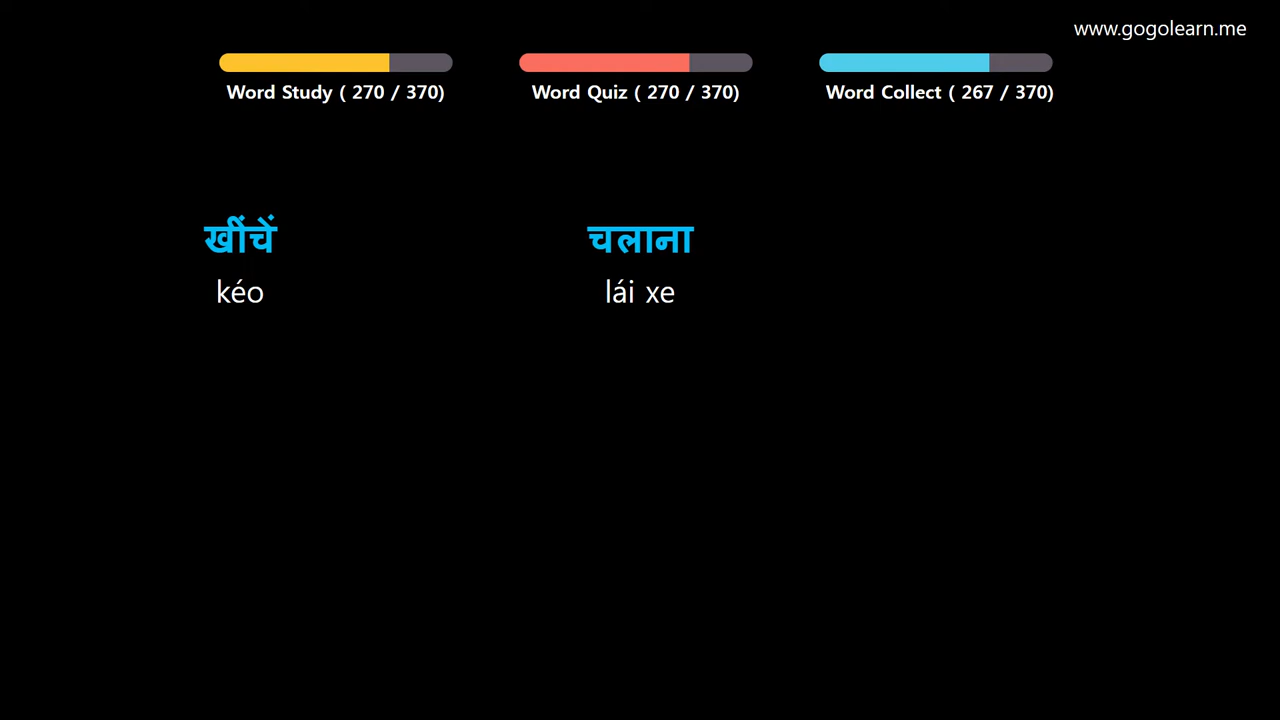 www.gogolearn.me
Word Study ( 270 / 370)
Word Quiz ( 270 / 370)
Word Collect ( 267 / 370)
खींचें
चलाना
kéo
lái xe